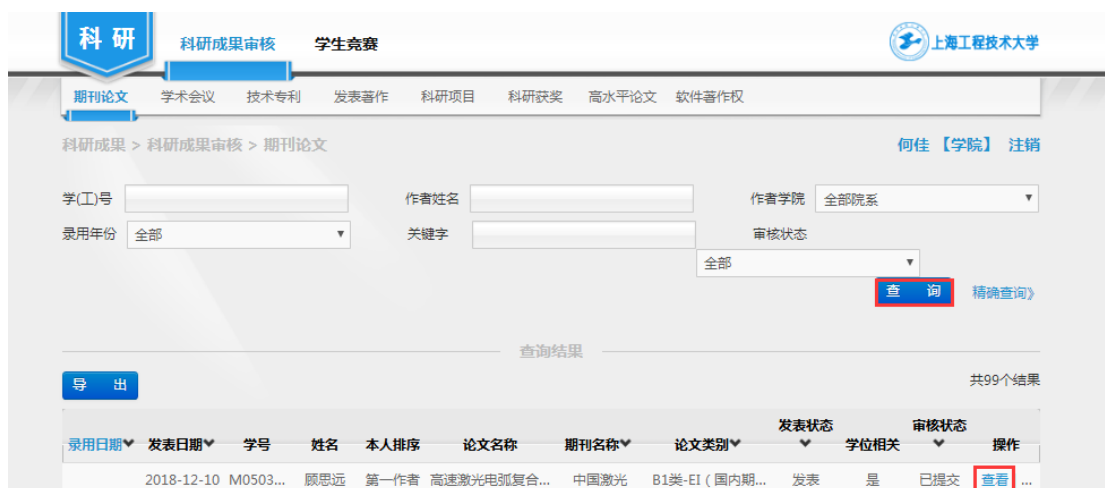 科 研 科研成果审核 学生竞赛 上海工程技术大学
期刊论文 学术会议 技术专利 发表著作 科研项目 科研获奖 高水平论文 软件著作权
科研成果 > 科研成果审核 > 期刊论文 何佳 【学院】 注销
学(工)号 作者姓名 作者学院 全部院系
录用年份 全部 关键字 审核状态
全部
查 询 精确查询》
查询结果
导 出 共99个结果
录用日期 发表日期 学号 姓名 本人排序 论文名称 期刊名称 论文类别 发表状态 学位相关 审核状态 操作
2018-12-10 M0503... 顾思远 第一作者 高速激光电弧复合... 中国激光 B1类-EI ( 国内期... 发表 是 已提交 查看 ...